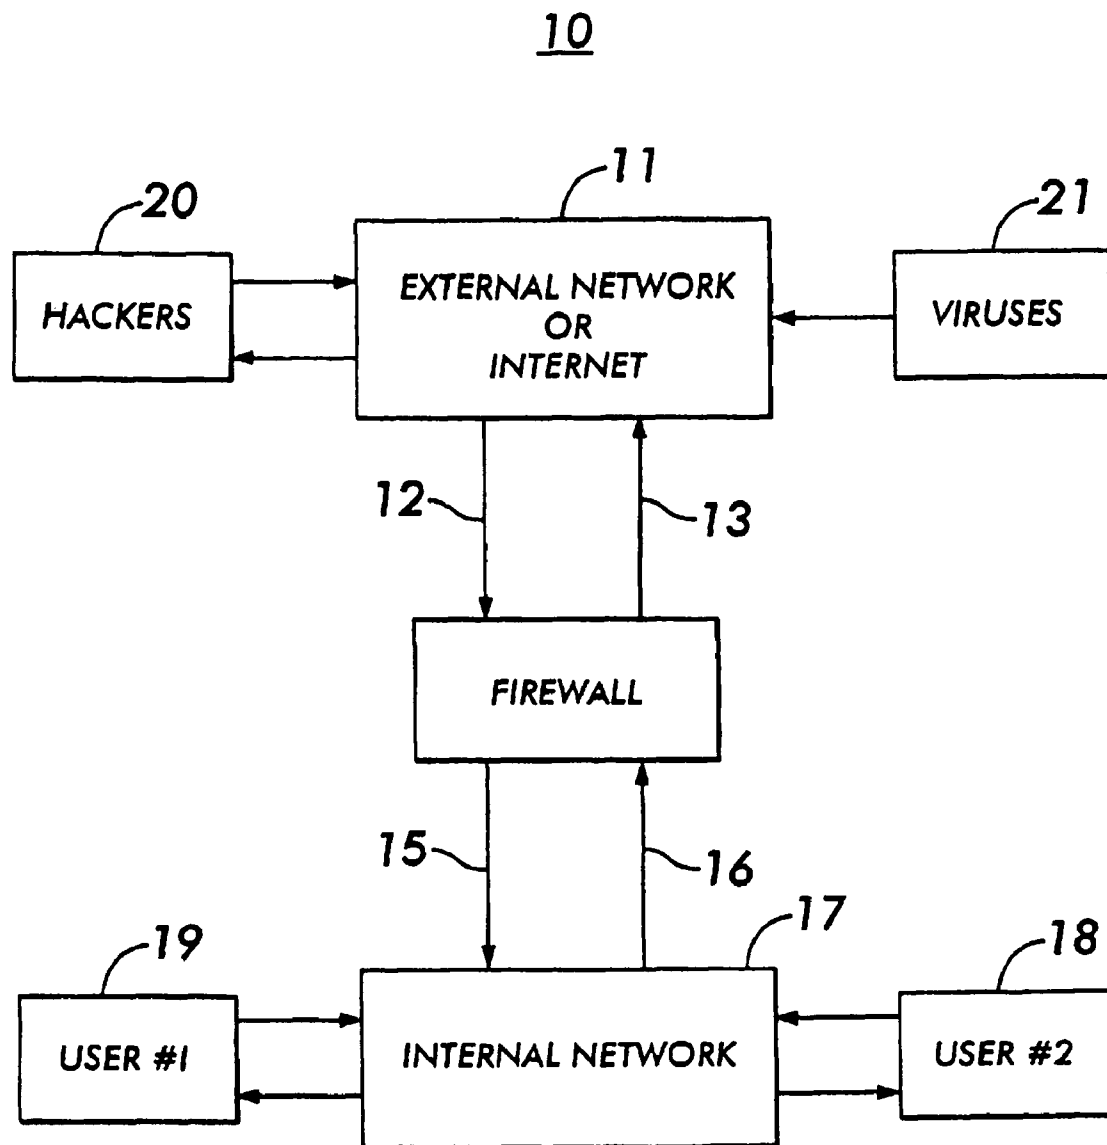 10
11
20
21
HACKERS
EXTERNAL NETWORK
OR
INTERNET
VIRUSES
12
13
FIREWALL
15
16
17
19
18
USER #1
INTERNAL NETWORK
USER #2